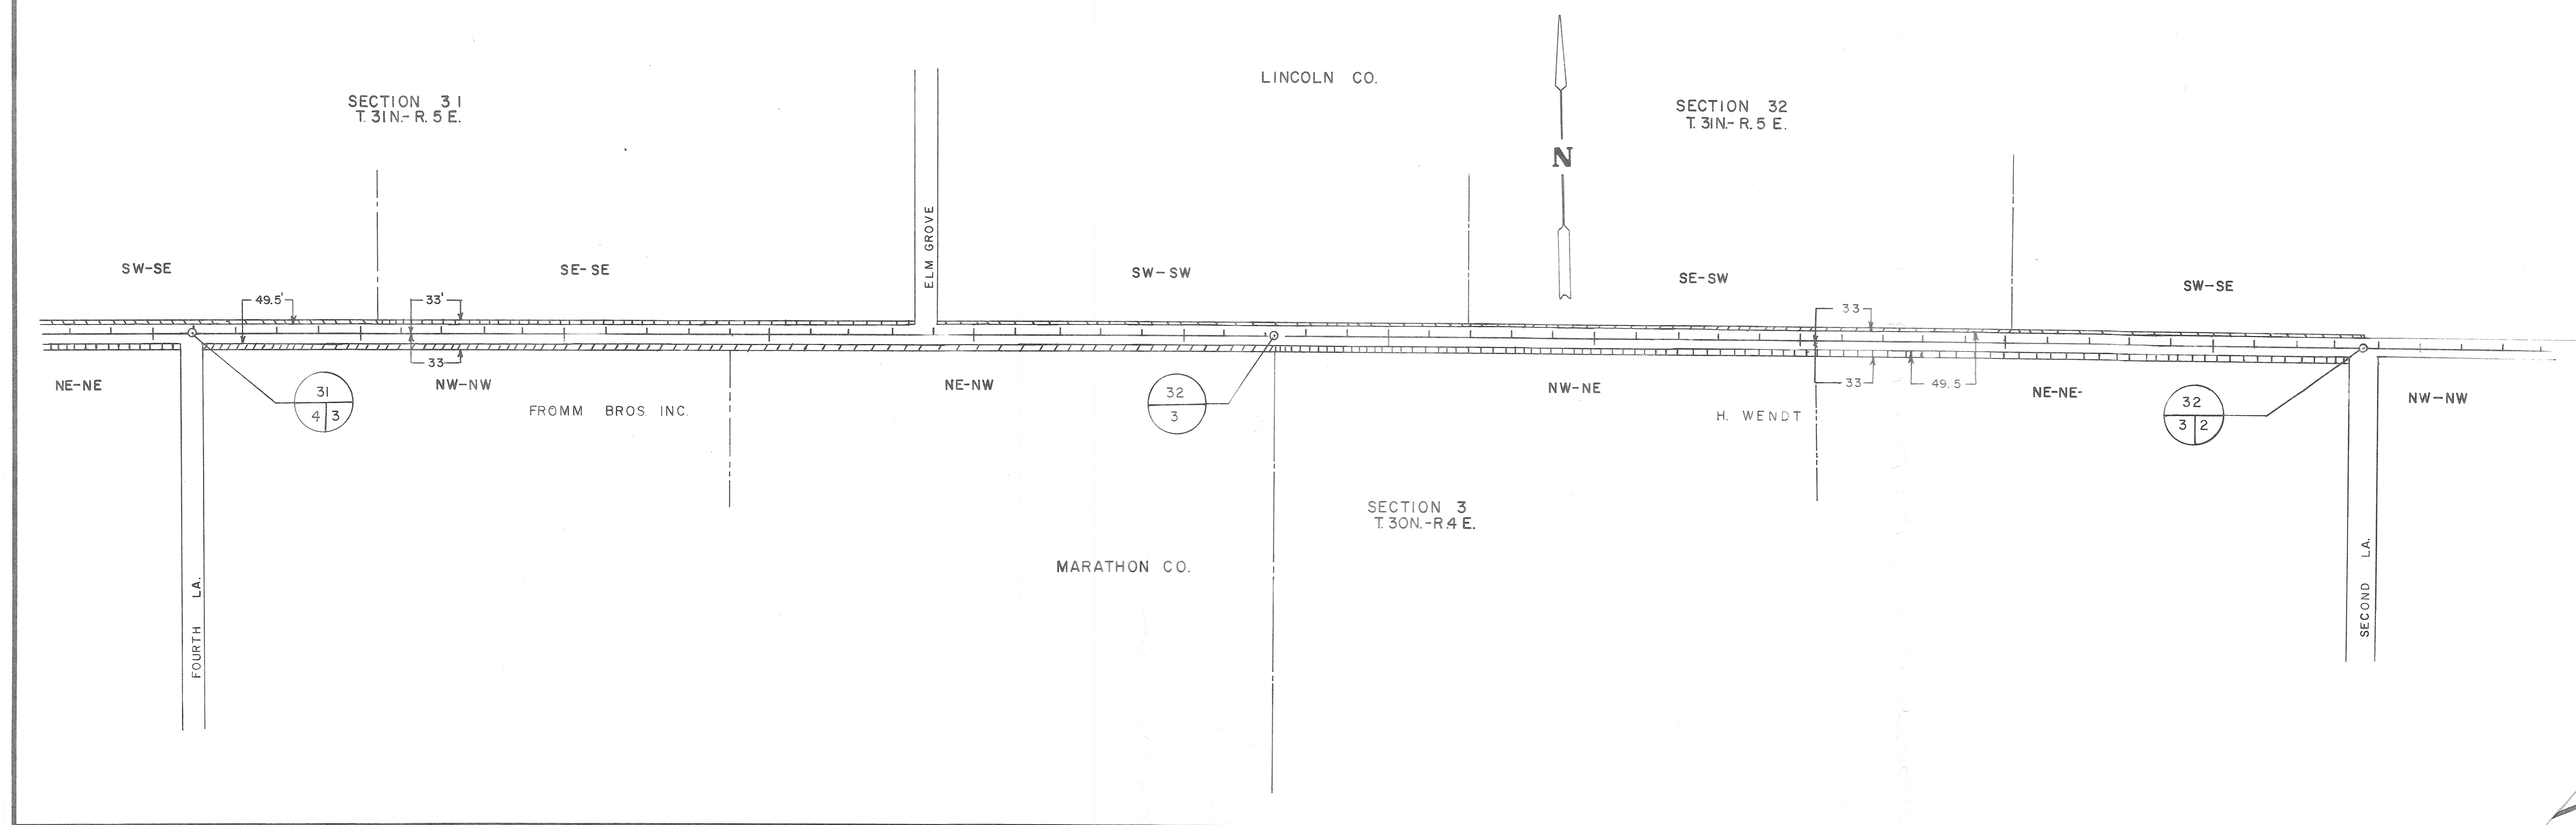 LINCOLN CO.
SECTION 31
T. 31N.- R. 5 E.
SECTION 32
T. 31N.- R. 5 E.
N
ELM GROVE
SW-SE
SE-SE
SW-SW
SE-SW
SW-SE
49.5'
33'
33
33
33
49.5
NE-NE
NW-NW
NE-NW
NW-NE
NE-NE-
NW-NW
31
4 3
FROMM BROS. INC.
32
3
H. WENDT
32
3 2
SECTION 3
T. 30N.-R.4 E.
MARATHON CO.
FOURTH LA.
SECOND LA.